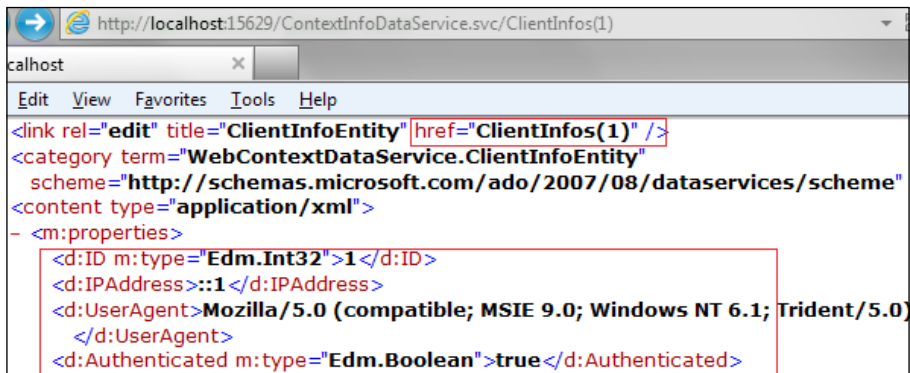 http://localhost:15629/ContextInfoDataService.svc/ClientInfos(1)
calhost
Edit View Favorites Tools Help
<link rel="edit" title="ClientInfoEntity" href="ClientInfos(1)" />
<category term="WebContextDataService.ClientInfoEntity"
scheme="http://schemas.microsoft.com/ado/2007/08/dataservices/scheme"
<content type="application/xml">
- <m:properties>
<d:ID m:type="Edm.Int32">1</d:ID>
<d:IPAddress>::1</d:IPAddress>
<d:UserAgent>Mozilla/5.0 (compatible; MSIE 9.0; Windows NT 6.1; Trident/5.0)
</d:UserAgent>
<d:Authenticated m:type="Edm.Boolean">true</d:Authenticated>